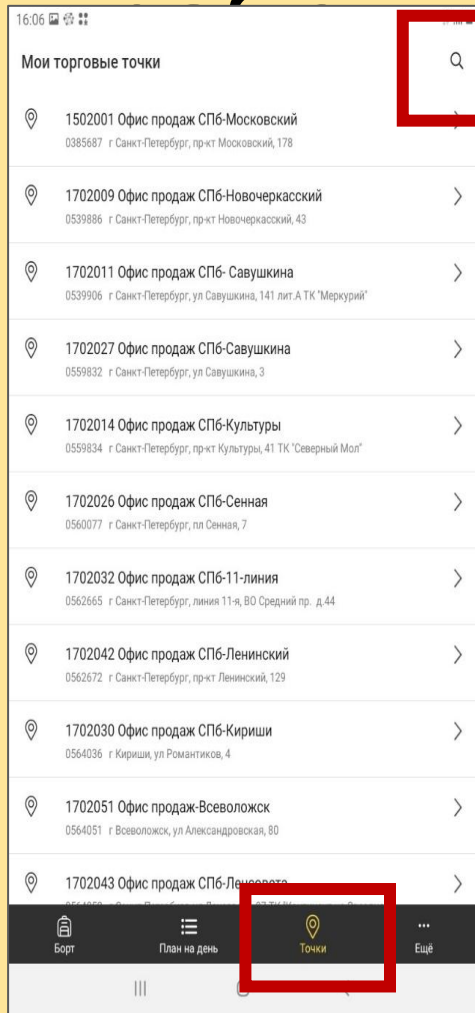 16:06
Мои торговые точки
1502001 Офис продаж СПб-Московский
0385687 г Санкт-Петербург, пр-кт Московский, 178
1702009 Офис продаж СПб-Новочеркасский
0539886 г Санкт-Петербург, пр-кт Новочеркасский, 43
1702011 Офис продаж СПб- Савушкина
0539906 г Санкт-Петербург, ул Савушкина, 141 лит.А ТК "Меркурий"
1702027 Офис продаж СПб-Савушкина
0559832 г Санкт-Петербург, ул Савушкина, 3
1702014 Офис продаж СПб-Культуры
0559834 г Санкт-Петербург, пр-кт Культуры, 41 ТК "Северный Мол"
1702026 Офис продаж СПб-Сенная
0560077 г Санкт-Петербург, пл Сенная, 7
1702032 Офис продаж СПб-11-линия
0562665 г Санкт-Петербург, линия 11-я, ВО Средний пр. д.44
1702042 Офис продаж СПб-Ленинский
0562672 г Санкт-Петербург, пр-кт Ленинский, 129
1702030 Офис продаж СПб-Кириши
0564036 г Кириши, ул Романтиков, 4
1702051 Офис продаж-Всеволожск
0564051 г Всеволожск, ул Александровская, 80
1702043 Офис продаж СПб-Ленсовета
Борт План на день Точки Ещё